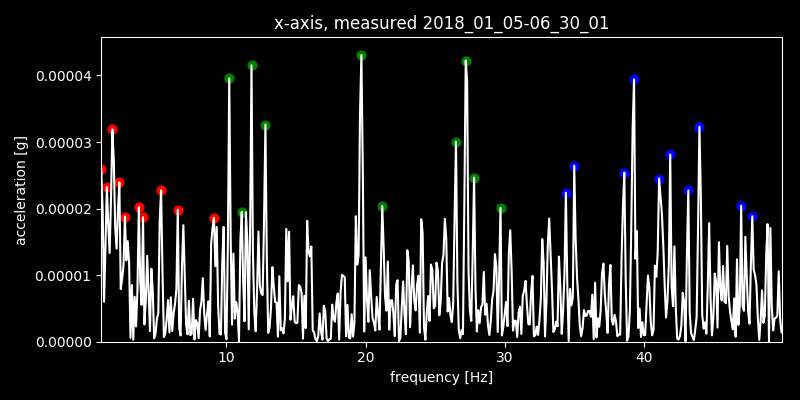 x-axis, measured 2018_01_05-06_30_01
0.00004
0.00003
0.00002
0.00001
0.00000
acceleration [g]
10 20 30 40
frequency [Hz]